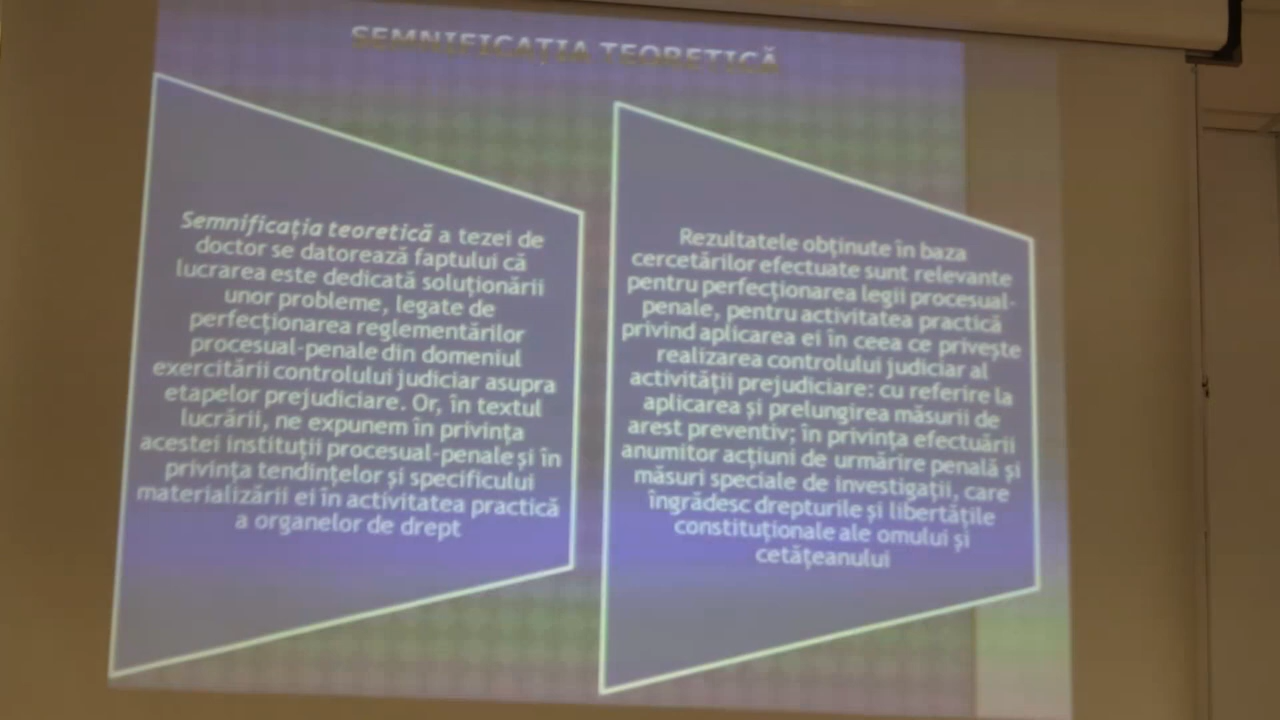 SEMNIFICAȚIA TEORETICĂ
Semnificația teoretică a tezei de
doctor se datorează faptului că
lucrarea este dedicată soluționării
unor probleme, legate de
perfecționarea reglementărilor
procesual-penale din domeniul
exercitării controlului judiciar asupra
etapelor prejudiciare. Or, în textul
lucrării, ne expunem în privința
acestei instituții procesual-penale și în
privința tendințelor și specificului
materializării ei în activitatea practică
a organelor de drept
Rezultatele obținute în baza
cercetărilor efectuate sunt relevante
pentru perfecționarea legii procesual-
penale, pentru activitatea practică
privind aplicarea ei în ceea ce privește
realizarea controlului judiciar al
activității prejudiciare: cu referire la
aplicarea și prelungirea măsurii de
arest preventiv; în privința efectuării
anumitor acțiuni de urmărire penală și
măsuri speciale de investigații, care
îngrădesc drepturile și libertățile
constituționale ale omului și
cetățeanului